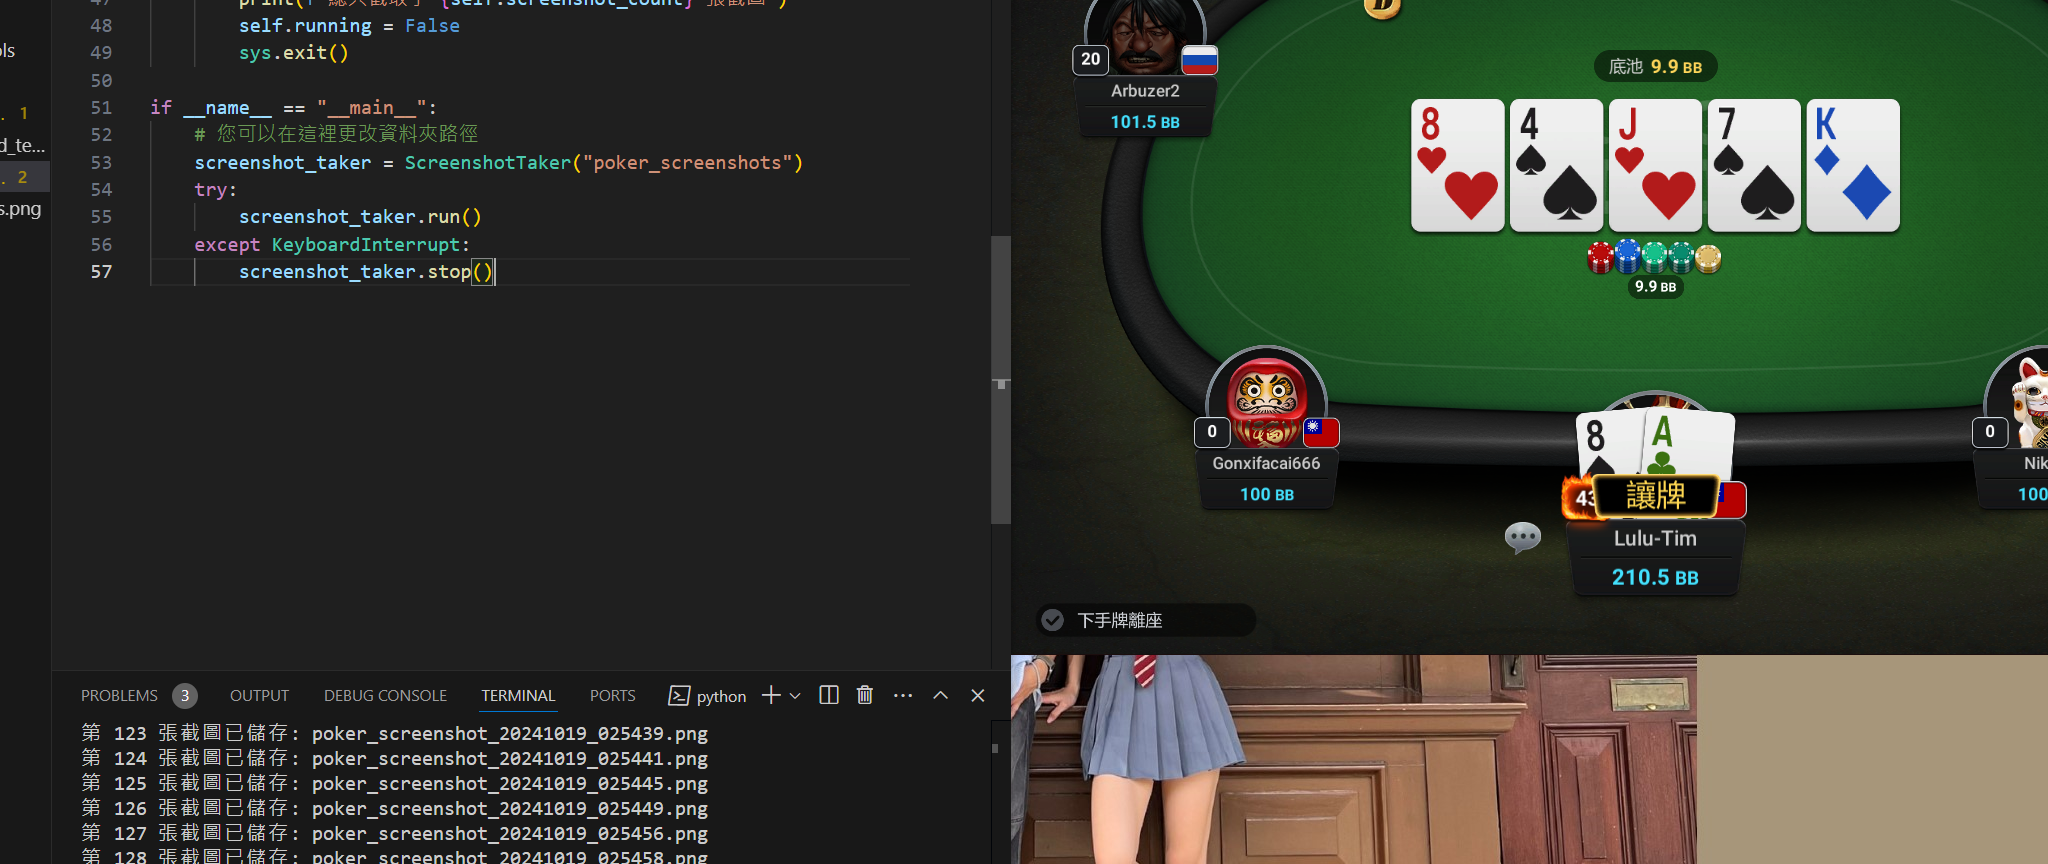 48
self.running = False
49
sys.exit()
50
51
if __name__ == "__main__":
52
# 您可以在這裡更改資料夾路徑
53
screenshot_taker = ScreenshotTaker("poker_screenshots")
54
try:
55
screenshot_taker.run()
56
except KeyboardInterrupt:
57
screenshot_taker.stop()
ols
. 1
d_te...
. 2
s.png
PROBLEMS 3 OUTPUT DEBUG CONSOLE TERMINAL PORTS python
第 123 張截圖已儲存: poker_screenshot_20241019_025439.png
第 124 張截圖已儲存: poker_screenshot_20241019_025441.png
第 125 張截圖已儲存: poker_screenshot_20241019_025445.png
第 126 張截圖已儲存: poker_screenshot_20241019_025449.png
第 127 張截圖已儲存: poker_screenshot_20241019_025456.png
第 128 張截圖已儲存: poker_screenshot_20241019_025458.png
D
20
Arbuzer2
101.5 BB
底池 9.9 BB
8 4 J 7 K
9.9 BB
0
Gonxifacai666
100 BB
8 A
43
讓牌
Lulu-Tim
210.5 BB
0
Nik
100
下手牌離座